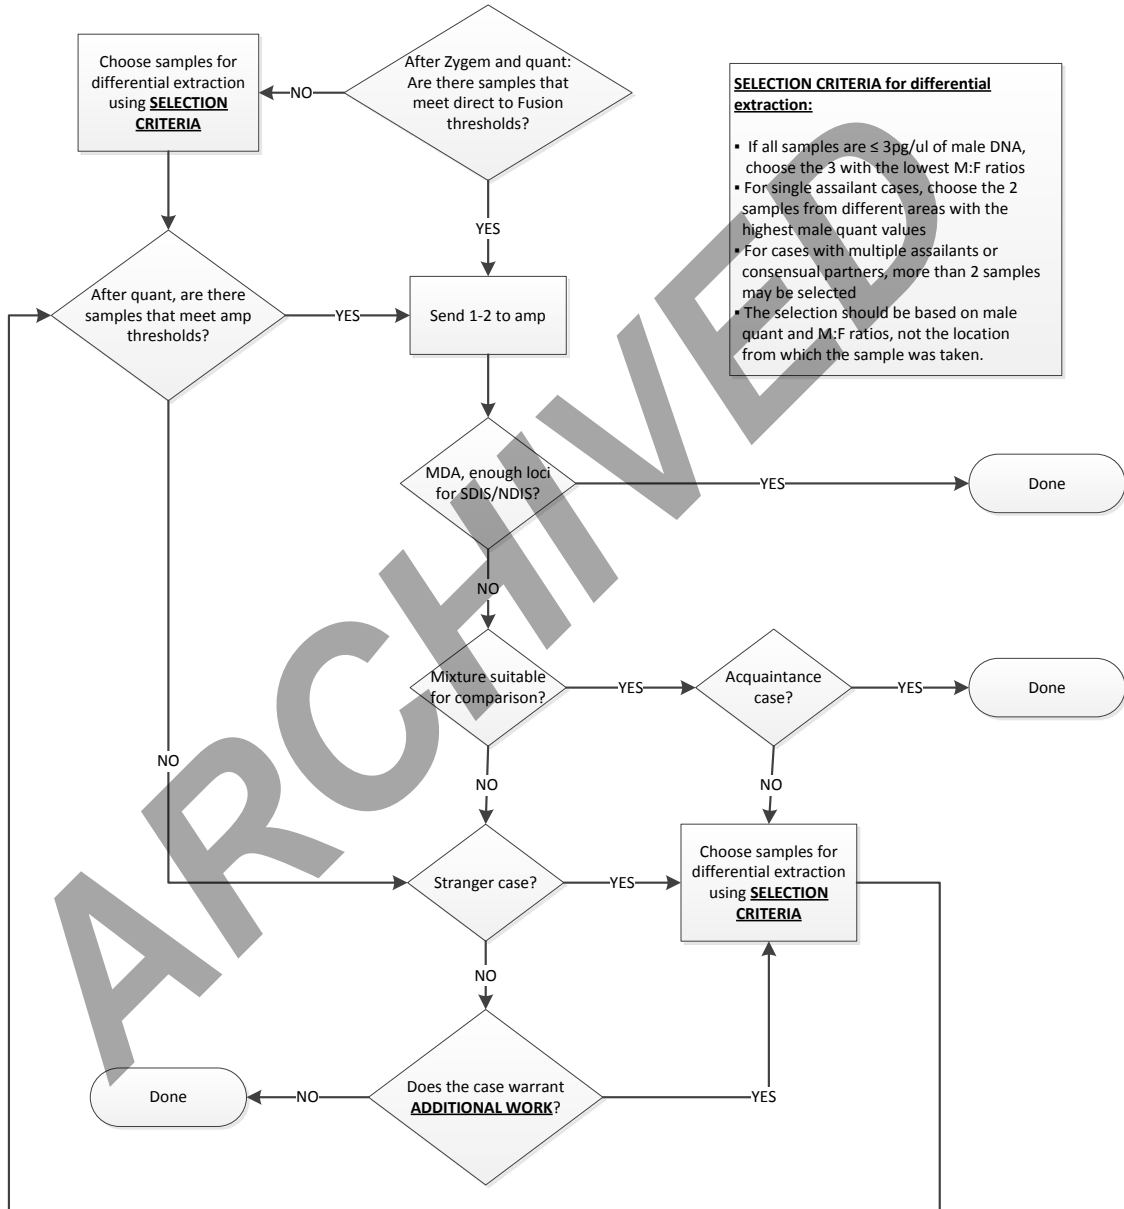 Choose samples for
differential extraction
using SELECTION
CRITERIA
NO
After Zygem and quant:
Are there samples that
meet direct to Fusion
thresholds?
SELECTION CRITERIA for differential
extraction:
▪ If all samples are ≤ 3pg/ul of male DNA,
choose the 3 with the lowest M:F ratios
▪ For single assailant cases, choose the 2
samples from different areas with the
highest male quant values
▪ For cases with multiple assailants or
consensual partners, more than 2 samples
may be selected
▪ The selection should be based on male
quant and M:F ratios, not the location
from which the sample was taken.
YES
After quant, are there
samples that meet amp
thresholds?
YES
Send 1-2 to amp
MDA, enough loci
for SDIS/NDIS?
YES
Done
NO
Mixture suitable
for comparison?
YES
Acquaintance
case?
YES
Done
NO
NO
NO
Stranger case?
YES
Choose samples for
differential extraction
using SELECTION
CRITERIA
NO
Does the case warrant
ADDITIONAL WORK?
NO
Done
YES
ARCHIVED